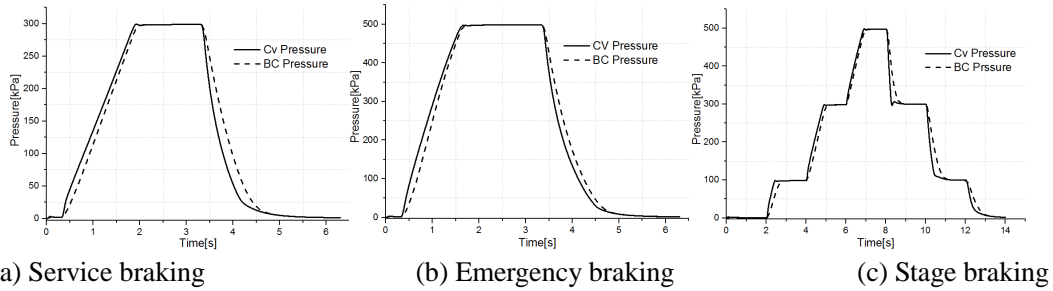 300
250
200
150
100
50
0
Pressure[kPa]
Cv Pressure
BC Pressure
0 1 2 3 4 5 6
Time[s]
a) Service braking
500
400
300
200
100
0
Pressure[kPa]
CV Pressure
BC Pressure
0 1 2 3 4 5 6
Time[s]
(b) Emergency braking
500
400
300
200
100
0
Pressure[kPa]
CV Pressure
BC Prssure
0 2 4 6 8 10 12 14
Time[s]
(c) Stage braking